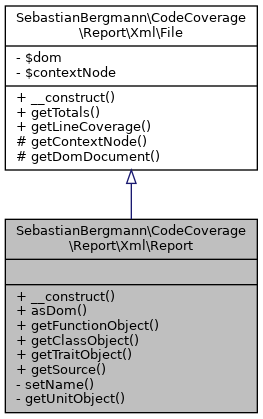 SebastianBergmann\CodeCoverage
\Report\Xml\File
- $dom
- $contextNode
+ __construct()
+ getTotals()
+ getLineCoverage()
# getContextNode()
# getDomDocument()
SebastianBergmann\CodeCoverage
\Report\Xml\Report
+ __construct()
+ asDom()
+ getFunctionObject()
+ getClassObject()
+ getTraitObject()
+ getSource()
- setName()
- getUnitObject()